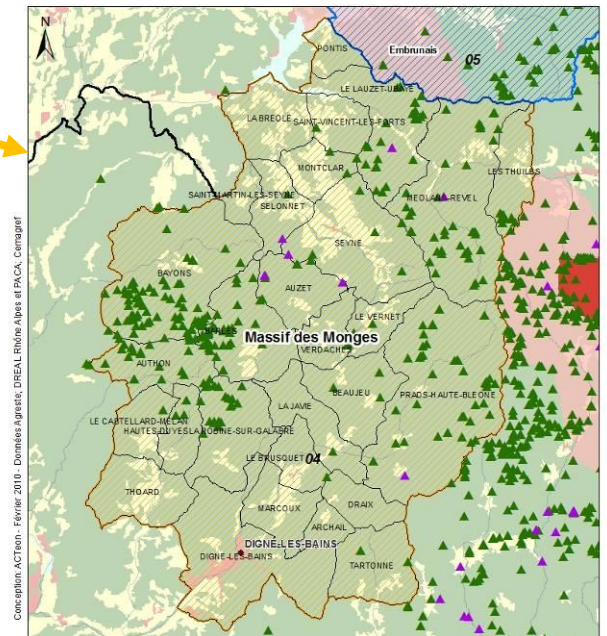 N
PONTIS
Embrunais
05
LE LAUZET-UBAYE
LA BREOLE
SAINT-VINCENT-LES-FORTS
MONTCLAR
LES THUILES
MEOLANS-REVEL
SAINT-MARTIN-LES-SEYNE
SELONNET
SEYNE
BAYONS
AUZET
LE VERNET
BARLES
Massif des Monges
VERDACHES
AUTHON
BEAUJEU
PRADS-HAUTE-BLEONE
LAJAVIE
LE CASTELLARD-MELAN
HAUTES-DUYES
LA ROBINE-SUR-GALABRE
LE BRUSQUET
04
THOARD
MARCOUX
DRAIX
ARCHAIL
DIGNE-LES-BAINS
DIGNE-LES-BAINS
TARTONNE
Conception: ACTeon - Février 2010 - Données Agreste; DREAL Rhône Alpes et PACA, Cemagref